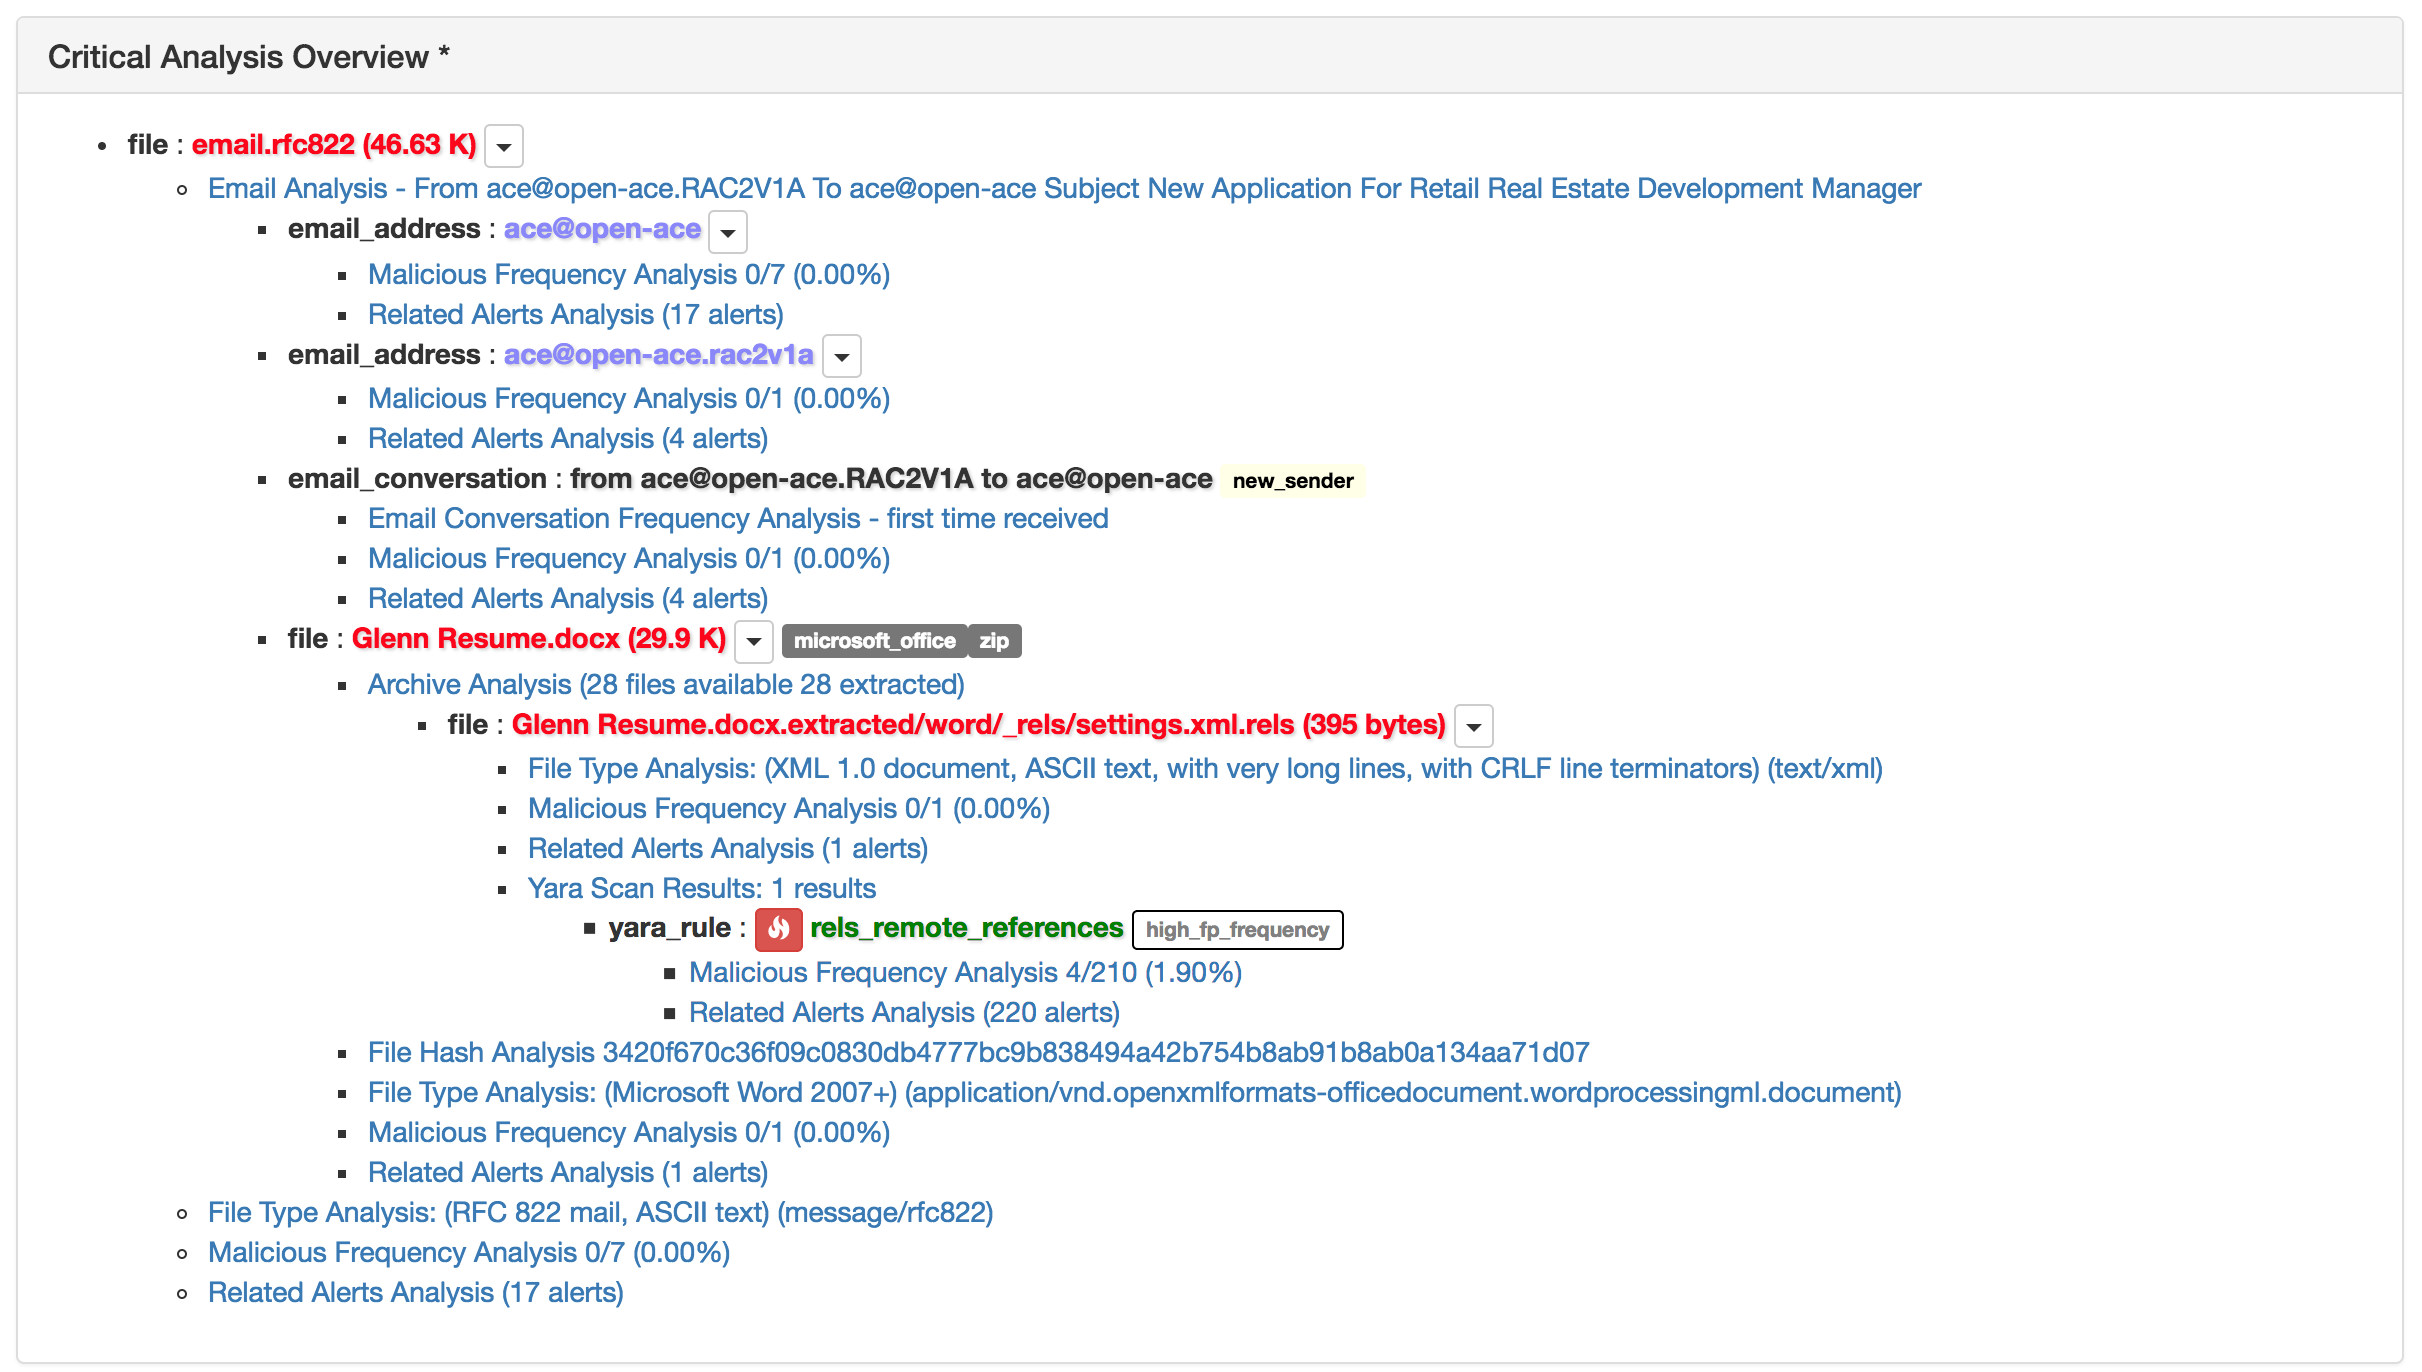 Critical Analysis Overview *
file : email.rfc822 (46.63 K)
Email Analysis - From ace@open-ace.RAC2V1A To ace@open-ace Subject New Application For Retail Real Estate Development Manager
email_address : ace@open-ace
Malicious Frequency Analysis 0/7 (0.00%)
Related Alerts Analysis (17 alerts)
email_address : ace@open-ace.rac2v1a
Malicious Frequency Analysis 0/1 (0.00%)
Related Alerts Analysis (4 alerts)
email_conversation : from ace@open-ace.RAC2V1A to ace@open-ace new_sender
Email Conversation Frequency Analysis - first time received
Malicious Frequency Analysis 0/1 (0.00%)
Related Alerts Analysis (4 alerts)
file : Glenn Resume.docx (29.9 K) microsoft_office zip
Archive Analysis (28 files available 28 extracted)
file : Glenn Resume.docx.extracted/word/_rels/settings.xml.rels (395 bytes)
File Type Analysis: (XML 1.0 document, ASCII text, with very long lines, with CRLF line terminators) (text/xml)
Malicious Frequency Analysis 0/1 (0.00%)
Related Alerts Analysis (1 alerts)
Yara Scan Results: 1 results
yara_rule : rels_remote_references high_fp_frequency
Malicious Frequency Analysis 4/210 (1.90%)
Related Alerts Analysis (220 alerts)
File Hash Analysis 3420f670c36f09c0830db4777bc9b838494a42b754b8ab91b8ab0a134aa71d07
File Type Analysis: (Microsoft Word 2007+) (application/vnd.openxmlformats-officedocument.wordprocessingml.document)
Malicious Frequency Analysis 0/1 (0.00%)
Related Alerts Analysis (1 alerts)
File Type Analysis: (RFC 822 mail, ASCII text) (message/rfc822)
Malicious Frequency Analysis 0/7 (0.00%)
Related Alerts Analysis (17 alerts)